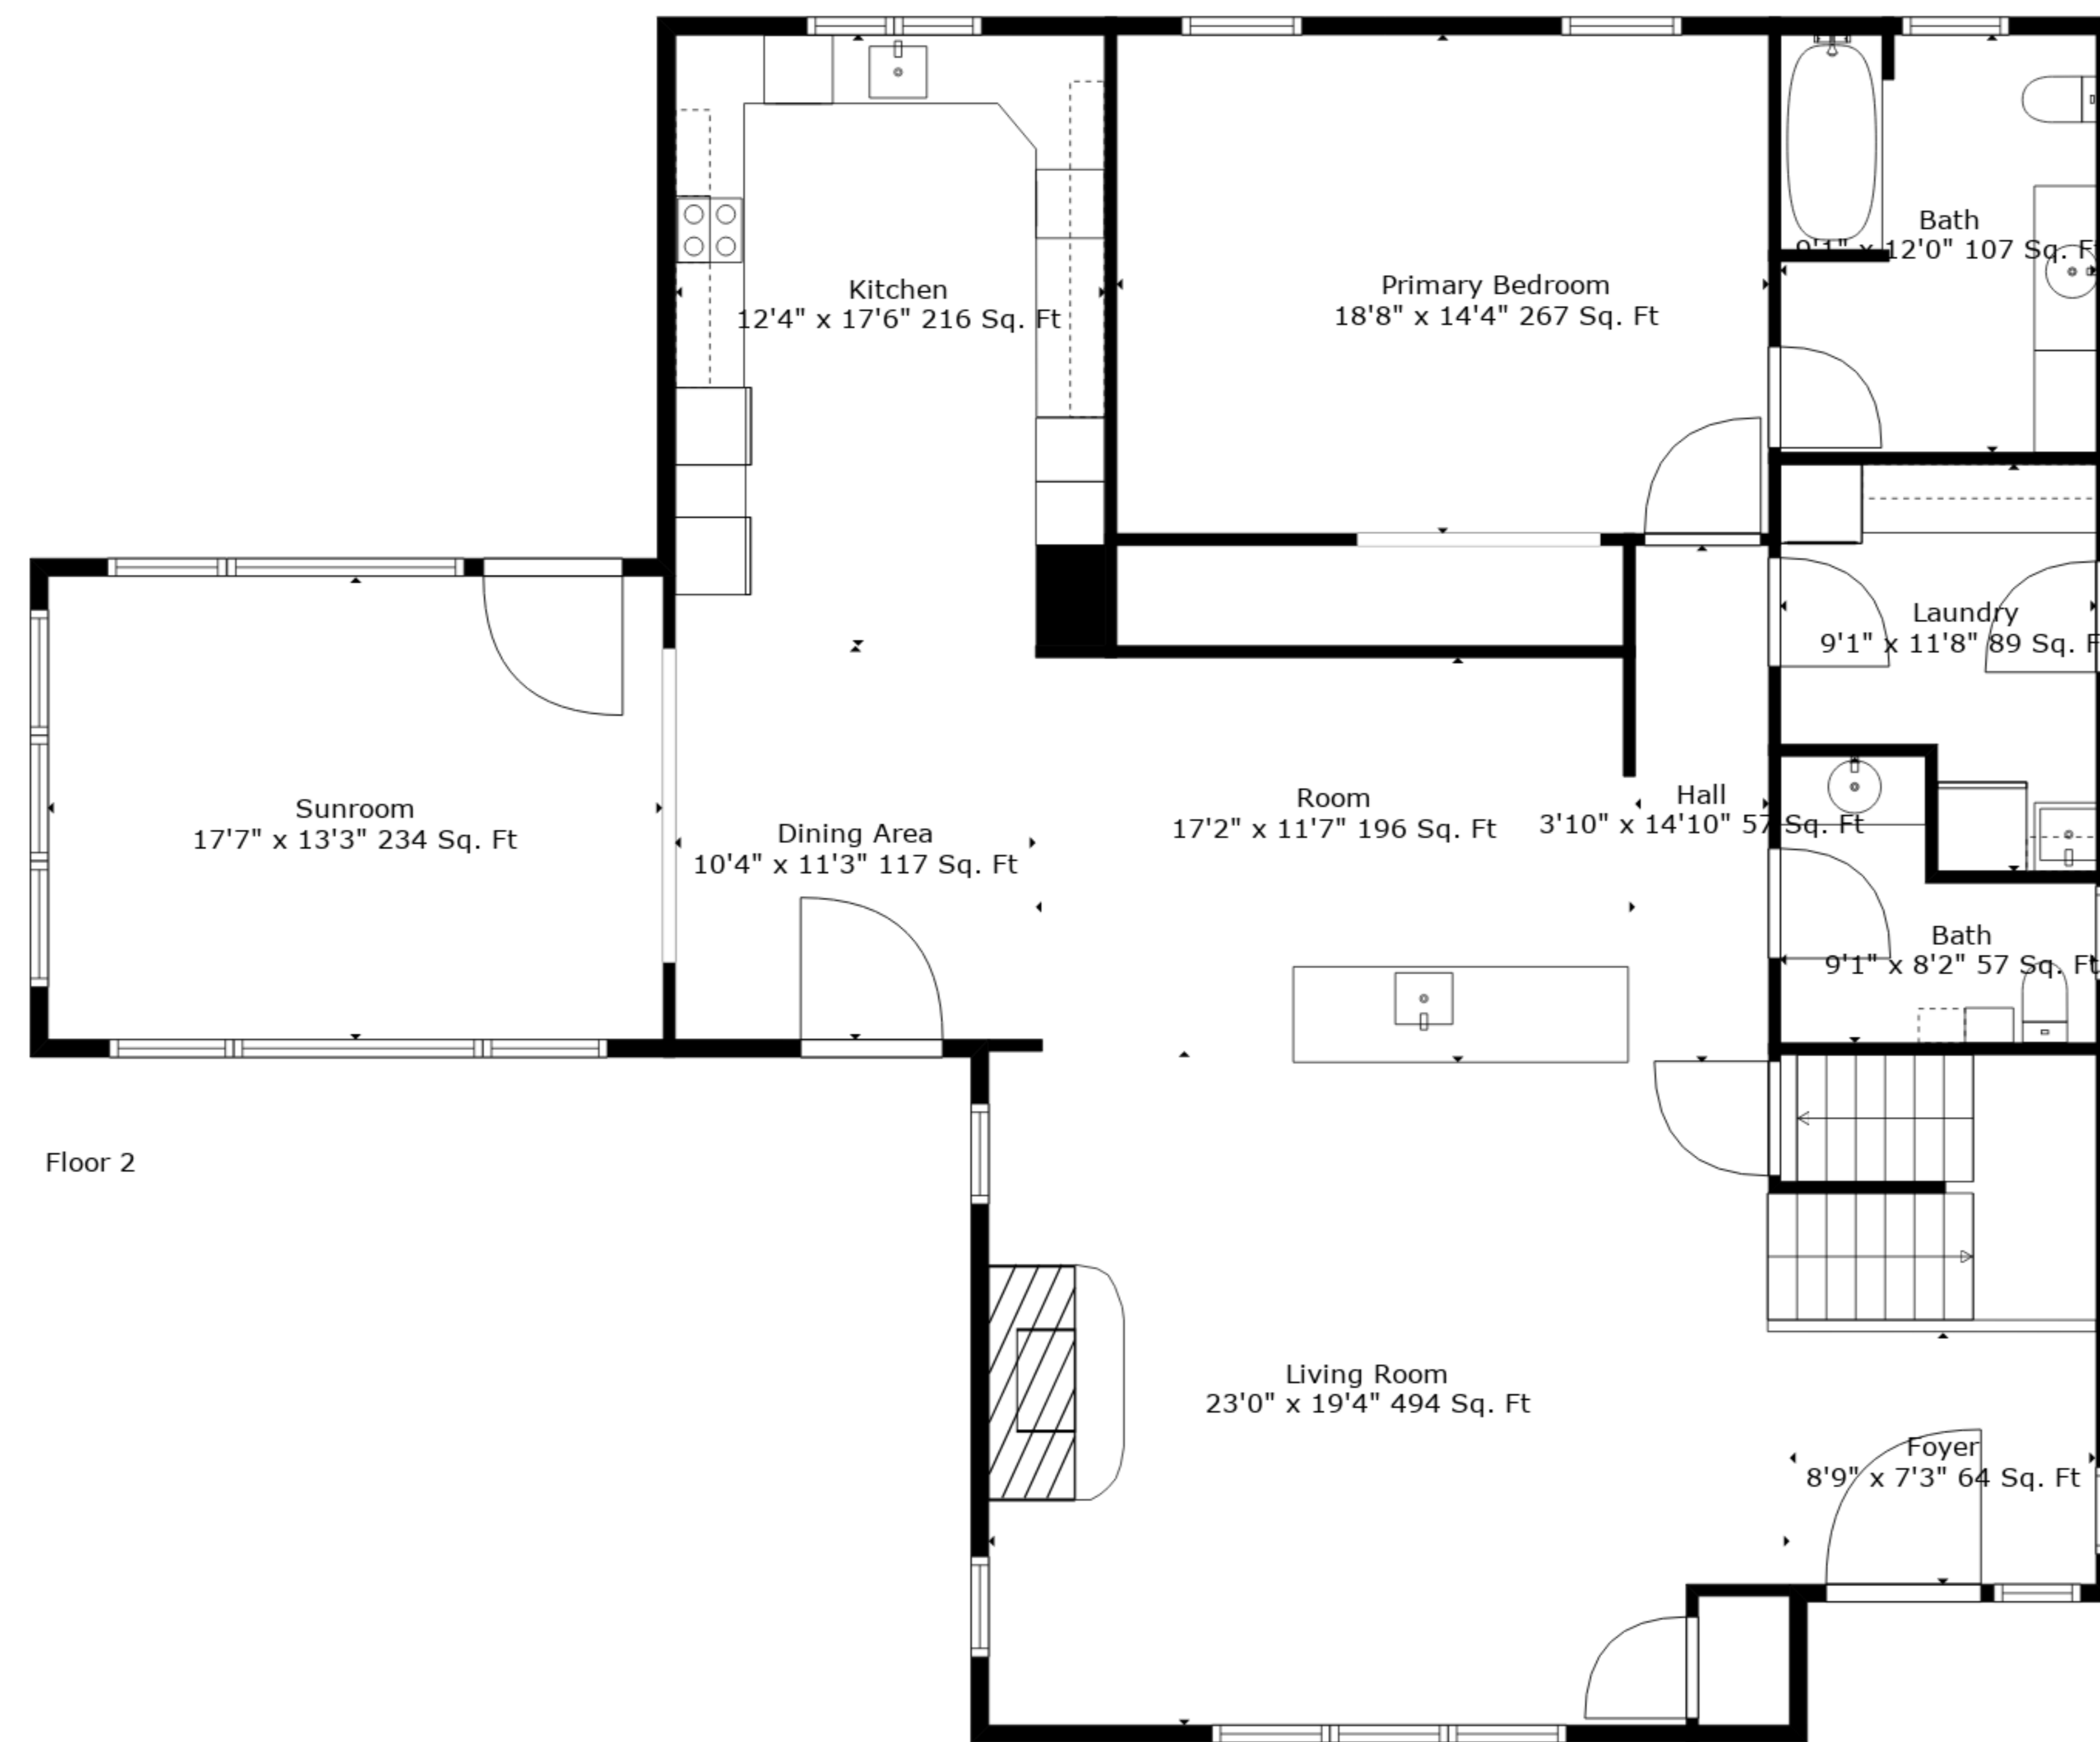 Kitchen
12'4" x 17'6" 216 Sq. Ft
Primary Bedroom
18'8" x 14'4" 267 Sq. Ft
Bath
9'1" x 12'0" 107 Sq. Ft
Laundry
9'1" x 11'8" 89 Sq. F
Sunroom
17'7" x 13'3" 234 Sq. Ft
Dining Area
10'4" x 11'3" 117 Sq. Ft
Room
17'2" x 11'7" 196 Sq. Ft
Hall
3'10" x 14'10" 57 Sq. Ft
Bath
9'1" x 8'2" 57 Sq. Ft
Floor 2
Living Room
23'0" x 19'4" 494 Sq. Ft
Foyer
8'9" x 7'3" 64 Sq. Ft